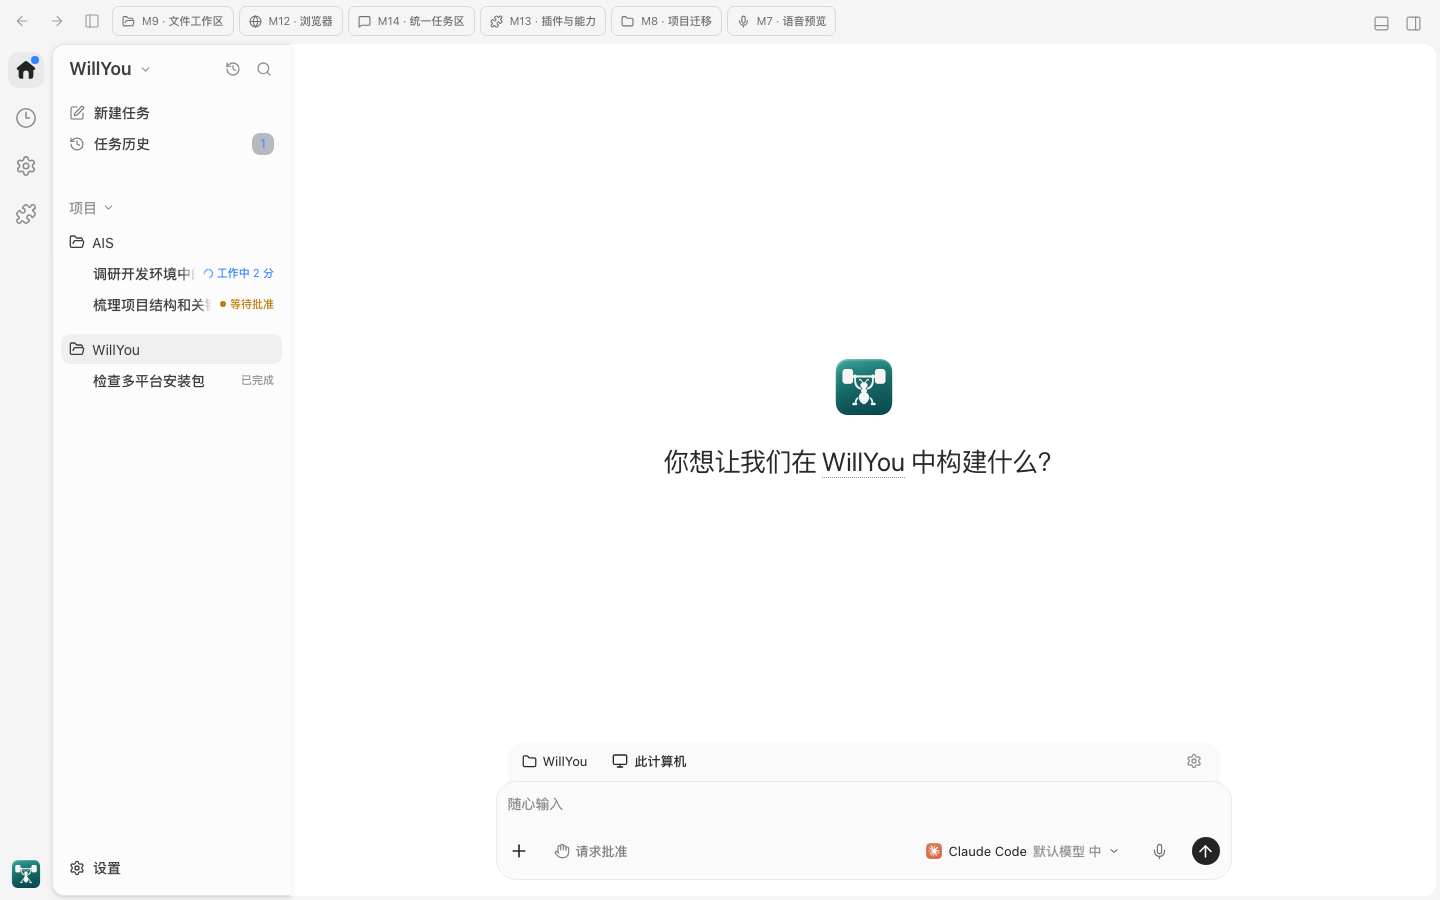 M9 · 文件工作区
M12 · 浏览器
M14 · 统一任务区
M13 · 插件与能力
M8 · 项目迁移
M7 · 语音预览
WillYou
新建任务
任务历史 1
项目
AIS
调研开发环境中 工作中 2 分
梳理项目结构和关 等待批准
WillYou
检查多平台安装包 已完成
你想让我们在 WillYou 中构建什么?
WillYou 此计算机
随心输入
请求批准 Claude Code 默认模型 中
设置